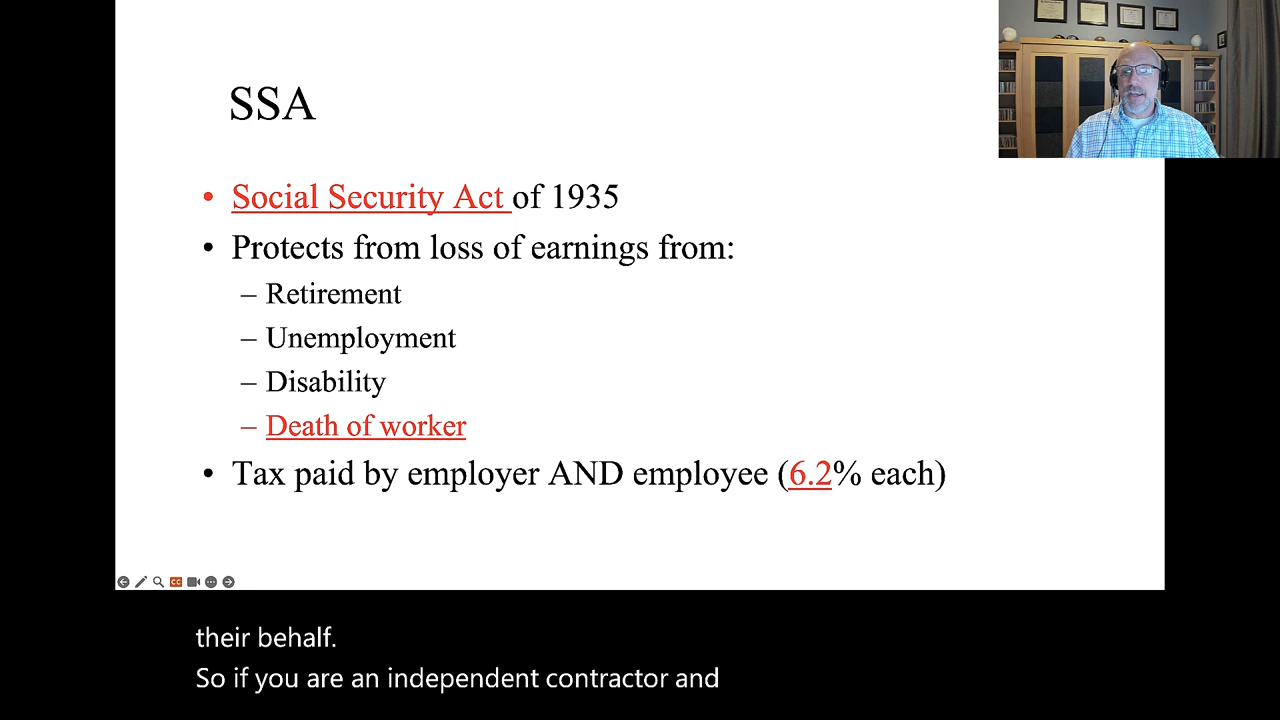 SSA
• Social Security Act of 1935
• Protects from loss of earnings from:
– Retirement
– Unemployment
– Disability
– Death of worker
• Tax paid by employer AND employee (6.2% each)
CC
their behalf.
So if you are an independent contractor and